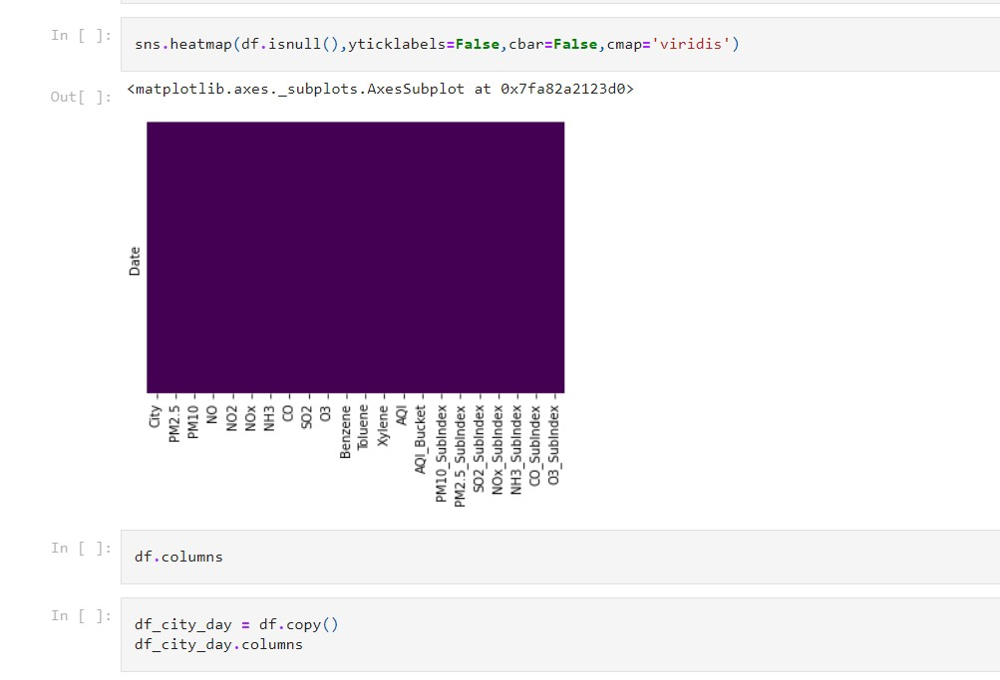 In [ ]:
sns.heatmap(df.isnull(),yticklabels=False,cbar=False,cmap='viridis')
Out[ ]:
<matplotlib.axes._subplots.AxesSubplot at 0x7fa82a2123d0>
Date
City
PM2.5
PM10
NO
NO2
NOx
NH3
CO
SO2
O3
Benzene
Toluene
Xylene
AQI
AQI_Bucket
PM10_SubIndex
PM2.5_SubIndex
SO2_SubIndex
NOx_SubIndex
NH3_SubIndex
CO_SubIndex
O3_SubIndex
In [ ]:
df.columns
In [ ]:
df_city_day = df.copy()
df_city_day.columns